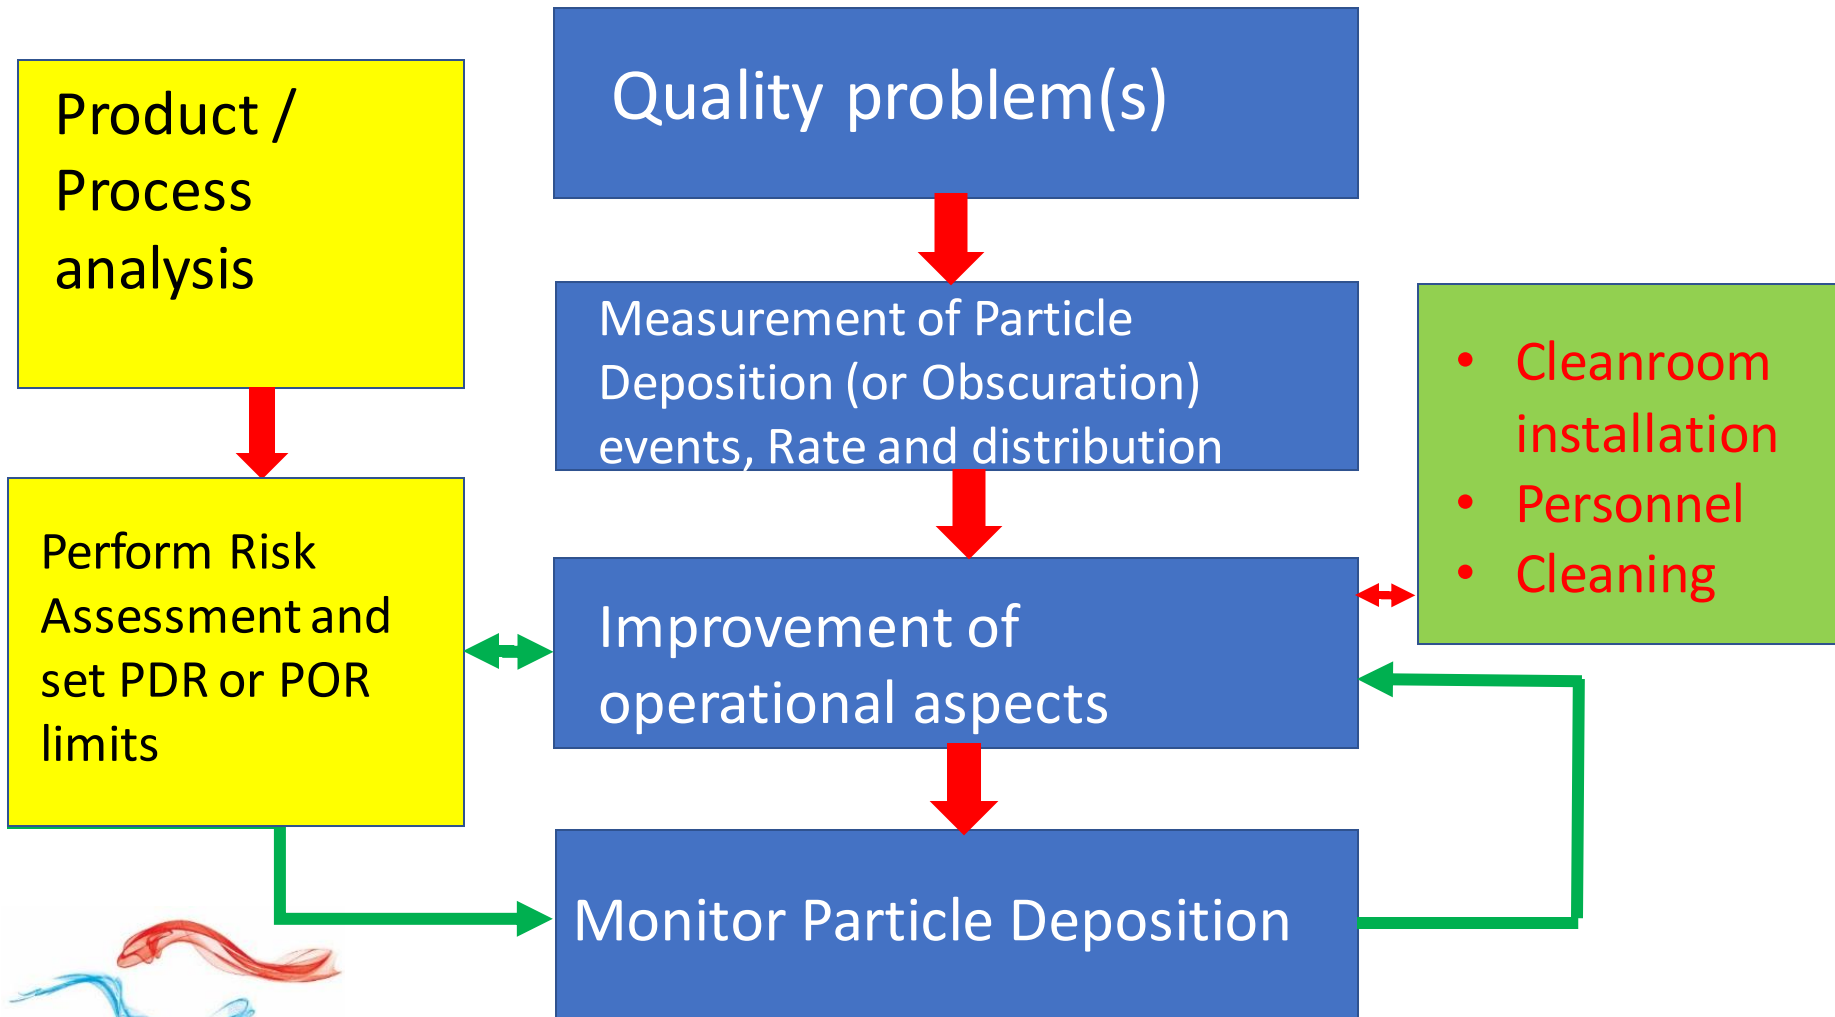 Product /
Process
analysis
Perform Risk
Assessment and
set PDR or POR
limits
Quality problem(s)
Measurement of Particle
Deposition (or Obscuration)
events, Rate and distribution
Improvement of
operational aspects
Monitor Particle Deposition
• Cleanroom
installation
• Personnel
• Cleaning